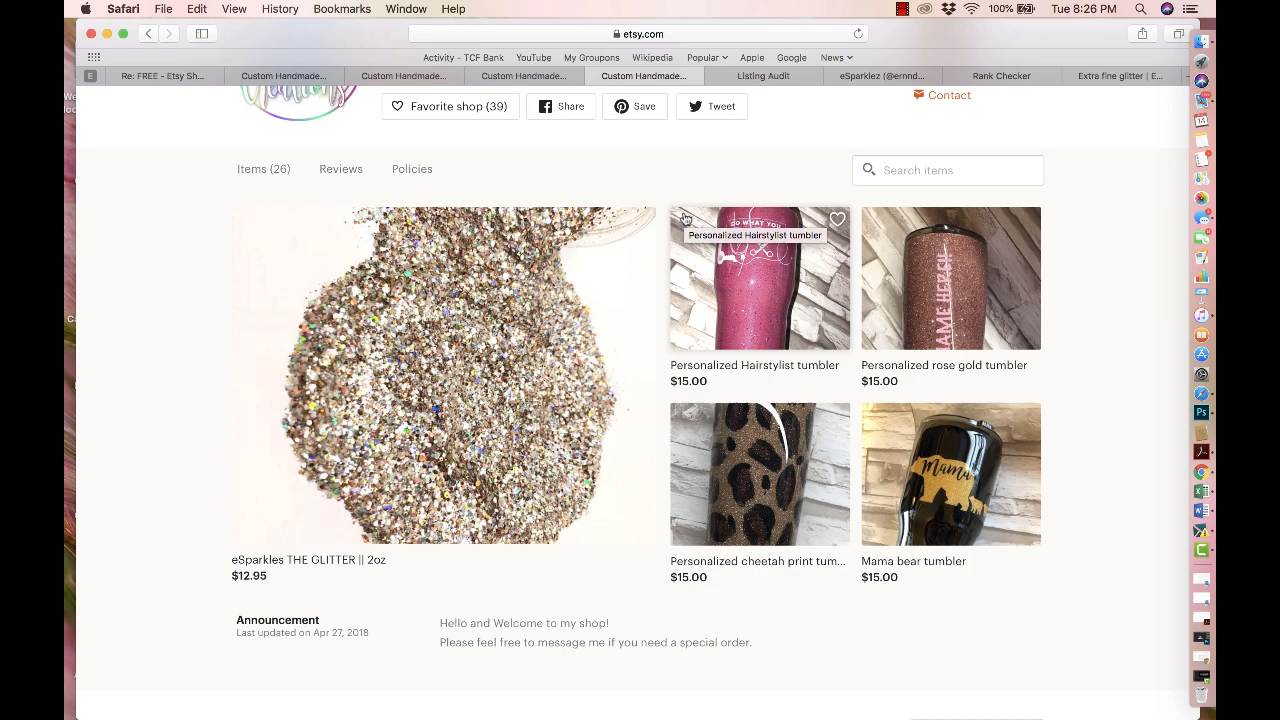 Safari File Edit View History Bookmarks Window Help
100% Tue 8:26 PM
etsy.com
Activity - TCF Bank YouTube My Groupons Wikipedia Popular Apple Google News
E Re: FREE - Etsy Sh... Custom Handmade... Custom Handmade... Custom Handmade... Custom Handmade... Listing Audit eSparklez (@ernnd... Rank Checker Extra fine glitter | E...
Contact
Favorite shop (39) Share Save Tweet
Items (26) Reviews Policies
Search items
DO WHAT YOU
Personalized Hairstylist tumbler
Personalized Hairstylist tumbler
$15.00
Personalized rose gold tumbler
$15.00
Mama
Personalized cheetah print tum...
$15.00
Mama bear tumbler
$15.00
eSparkles THE GLITTER || 2oz
$12.95
Announcement
Last updated on Apr 27, 2018
Hello and Welcome to my shop!
Please feel free to message me if you need a special order.